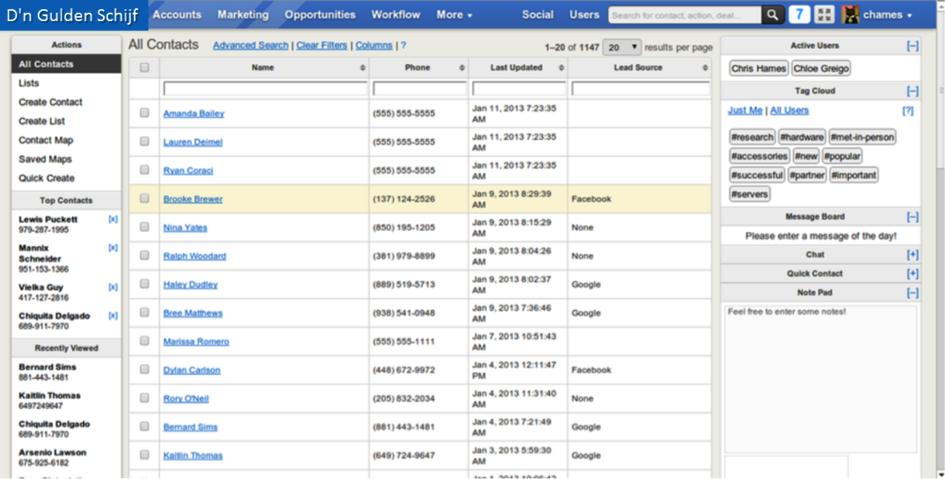 D'n Gulden Schijf
Accounts Marketing Opportunities Workflow More Social Users Search for contact, action, deal... 7 chames
Actions
All Contacts
Lists
Create Contact
Create List
Contact Map
Saved Maps
Quick Create
Top Contacts
Lewis Puckett [x]
979-287-1995
Mannix [x]
Schneider
951-153-1366
Vielka Guy [x]
417-127-2816
Chiquita Delgado [x]
689-911-7970
Recently Viewed
Bernard Sims
881-443-1481
Kaitlin Thomas
6497249647
Chiquita Delgado
689-911-7970
Arsenio Lawson
675-925-6182
All Contacts Advanced Search | Clear Filters | Columns | ? 1–20 of 1147 20 results per page
Name Phone Last Updated Lead Source
Amanda Bailey (555) 555-5555 Jan 11, 2013 7:23:35
AM
Lauren Deimel (555) 555-5555 Jan 11, 2013 7:23:35
AM
Ryan Coraci (555) 555-5555 Jan 11, 2013 7:23:35
AM
Brooke Brewer (137) 124-2526 Jan 9, 2013 8:29:39 Facebook
AM
Nina Yates (850) 195-1205 Jan 9, 2013 8:15:29 None
AM
Ralph Woodard (381) 979-8899 Jan 9, 2013 8:04:26 None
AM
Haley Dudley (889) 519-5713 Jan 9, 2013 8:02:37 Google
AM
Bree Matthews (938) 541-0948 Jan 9, 2013 7:36:46 Google
AM
Marissa Romero (555) 555-1111 Jan 7, 2013 10:51:43
AM
Dylan Carlson (448) 672-9972 Jan 4, 2013 12:11:47 Facebook
PM
Rory O'Neil (205) 832-2034 Jan 4, 2013 11:31:40 None
AM
Bernard Sims (881) 443-1481 Jan 4, 2013 7:21:49 Google
AM
Kaitlin Thomas (649) 724-9647 Jan 3, 2013 5:59:30 Google
AM
Active Users [–]
Chris Hames Chloe Greigo
Tag Cloud [–]
Just Me | All Users [?]
#research #hardware #met-in-person
#accessories #new #popular
#successful #partner #important
#servers
Message Board [–]
Please enter a message of the day!
Chat [+]
Quick Contact [+]
Note Pad [–]
Feel free to enter some notes!